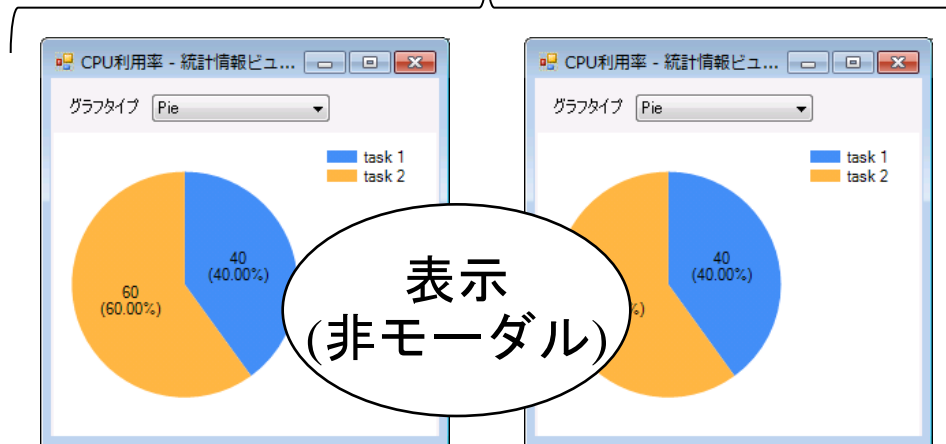 CPU利用率 - 統計情報ビュ...
グラフタイプ Pie
task 1
task 2
40
(40.00%)
60
(60.00%)
CPU利用率 - 統計情報ビュ...
グラフタイプ Pie
task 1
task 2
40
(40.00%)
%)
表示
(非モーダル)